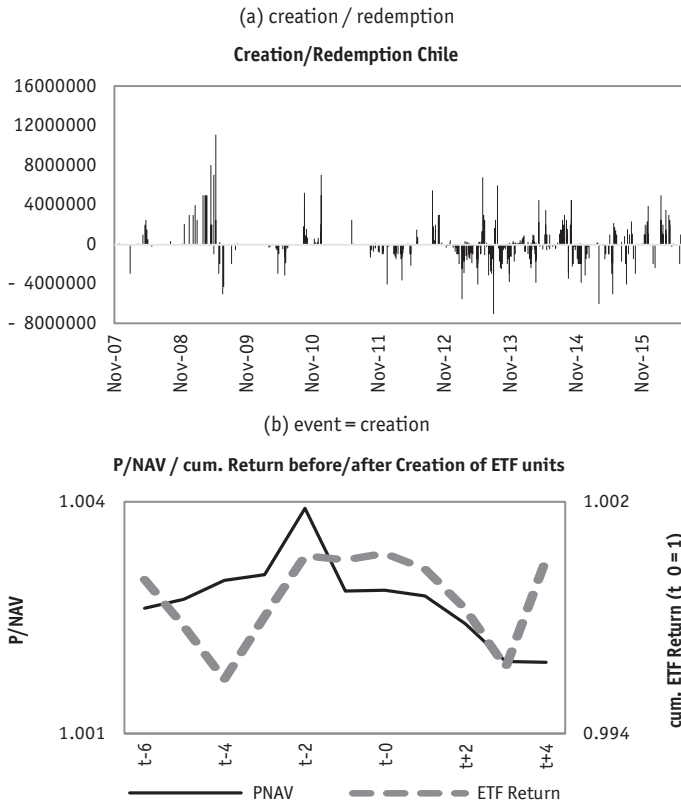 (a) creation / redemption
Creation/Redemption Chile
16000000
12000000
8000000
4000000
0
- 4000000
- 8000000
Nov-07
Nov-08
Nov-09
Nov-10
Nov-11
Nov-12
Nov-13
Nov-14
Nov-15
(b) event = creation
P/NAV / cum. Return before/after Creation of ETF units
1.004
1.001
P/NAV
1.002
0.994
cum. ETF Return (t_0 = 1)
t-6
t-4
t-2
t-0
t+2
t+4
PNAV
ETF Return